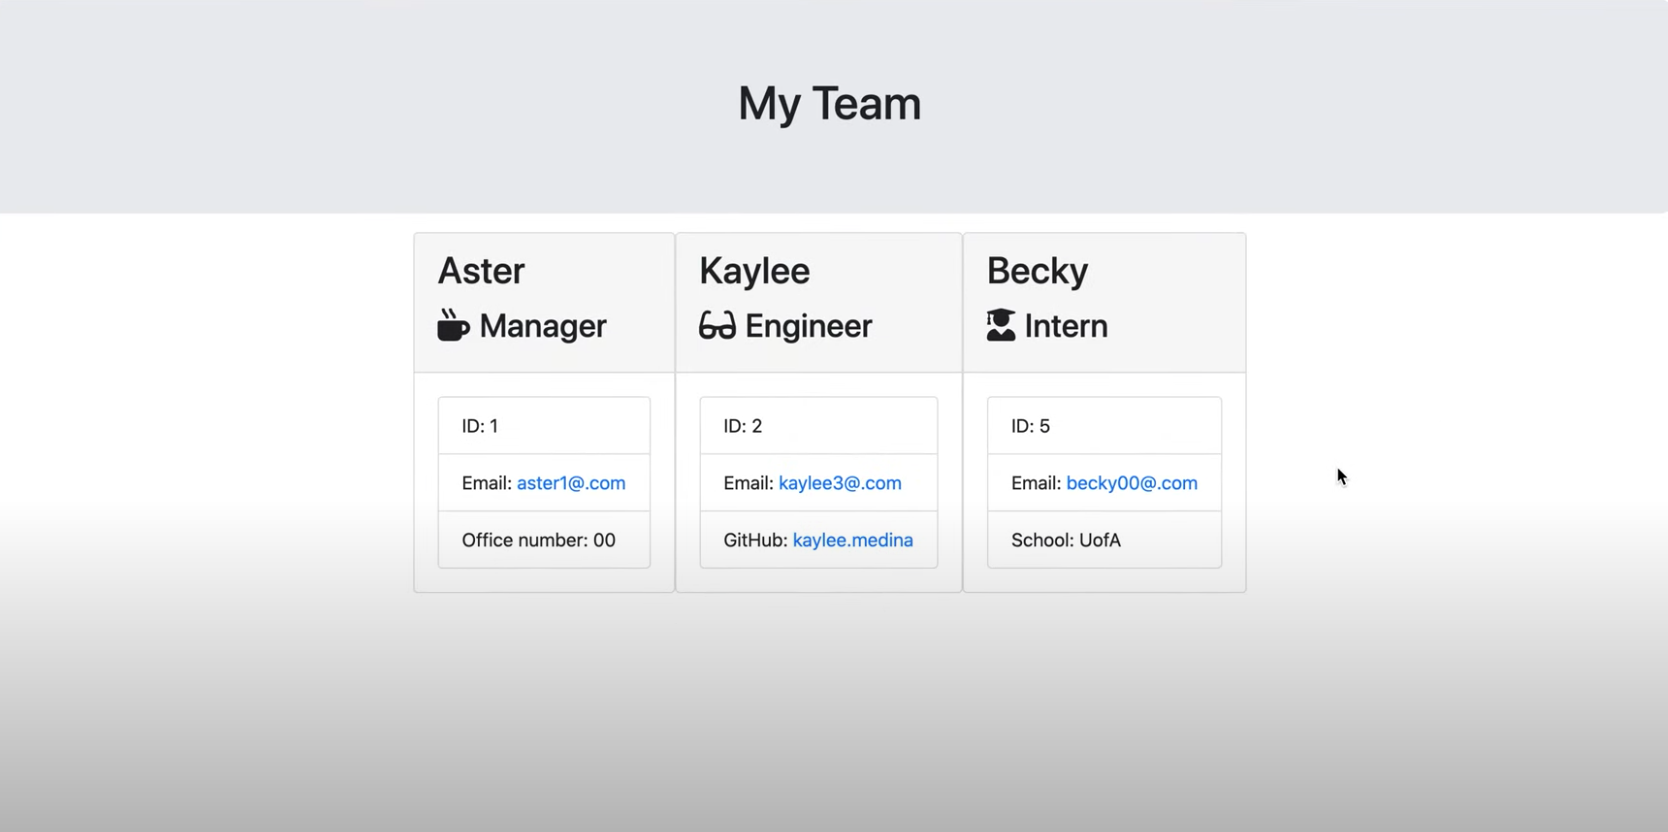 My Team
Aster
Manager
ID: 1
Email: aster1@.com
Office number: 00
Kaylee
Engineer
ID: 2
Email: kaylee3@.com
GitHub: kaylee.medina
Becky
Intern
ID: 5
Email: becky00@.com
School: UofA